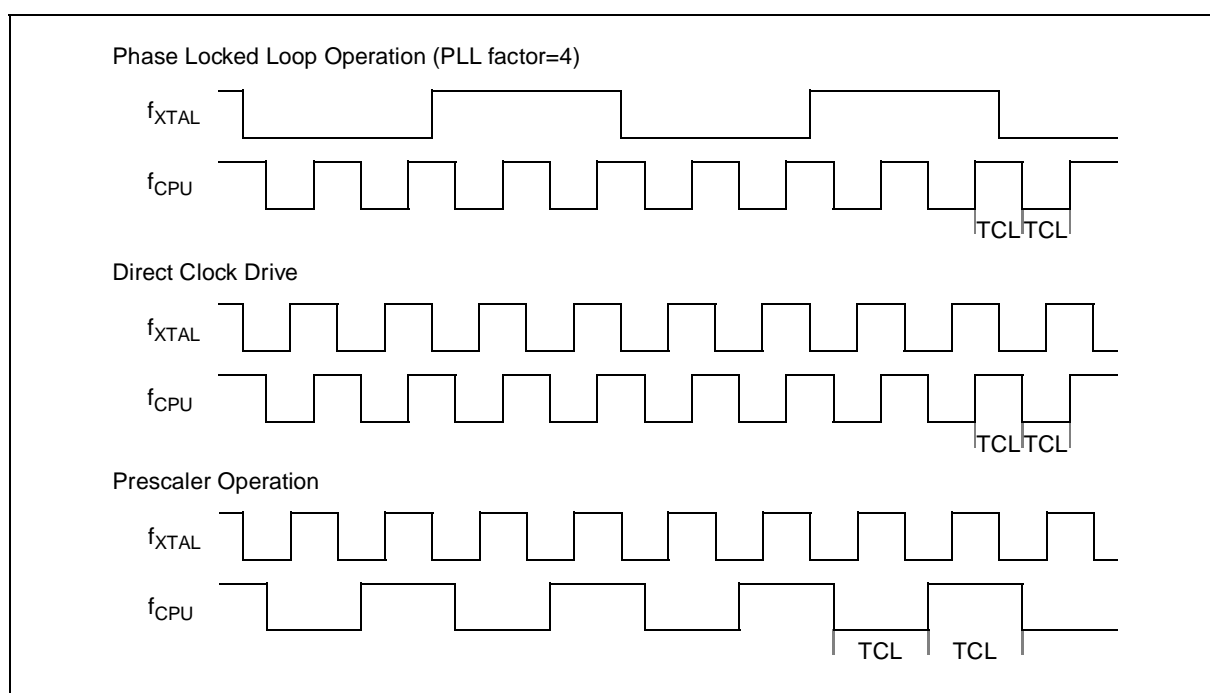 Phase Locked Loop Operation (PLL factor=4)
fXTAL
fCPU
TCL TCL
Direct Clock Drive
fXTAL
fCPU
TCL TCL
Prescaler Operation
fXTAL
fCPU
TCL TCL